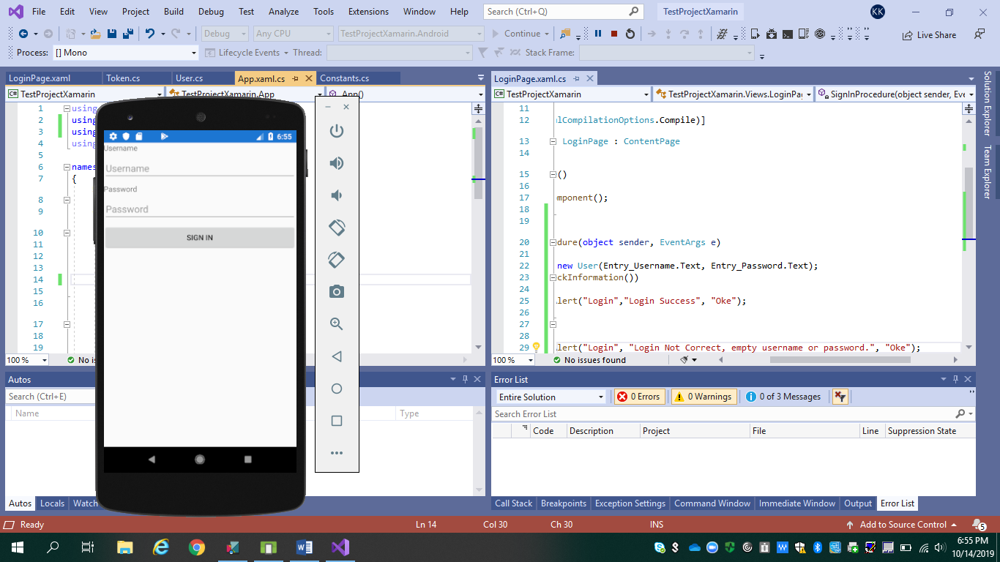 File Edit View Project Build Debug Test Analyze Tools Extensions Window Help Search (Ctrl+Q) TestProjectXamarin KK
Debug Any CPU TestProjectXamarin.Android Continue Live Share
Process: [] Mono Lifecycle Events Thread: Stack Frame:
LoginPage.xaml Token.cs User.cs App.xaml.cs Constants.cs
TestProjectXamarin TestProjectXamarin.App App()
1 using
2 using
3 using
4 using
5
6 names
7 {
8
9
10
11
12
13
14
15
16
17
18
19
100 % No is
6:55
Username
Username
Password
Password
SIGN IN
LoginPage.xaml.cs
TestProjectXamarin TestProjectXamarin.Views.LoginPa SignInProcedure(object sender, Eve
11
12 lCompilationOptions.Compile)]
13 LoginPage : ContentPage
14
15 ()
16
17 mponent();
18
19
20 dure(object sender, EventArgs e)
21
22 new User(Entry_Username.Text, Entry_Password.Text);
23 ckInformation())
24
25 lert("Login","Login Success", "Oke");
26
27
28
29 lert("Login", "Login Not Correct, empty username or password.", "Oke");
100 % No issues found
Solution Explorer
Team Explorer
Autos
Search (Ctrl+E)
Name Type
Autos Locals Watch
Error List
Entire Solution 0 Errors 0 Warnings 0 of 3 Messages
Search Error List
Code Description Project File Line Suppression State
Call Stack Breakpoints Exception Settings Command Window Immediate Window Output Error List
Ready Ln 14 Col 30 Ch 30 INS Add to Source Control 5
6:55 PM
10/14/2019